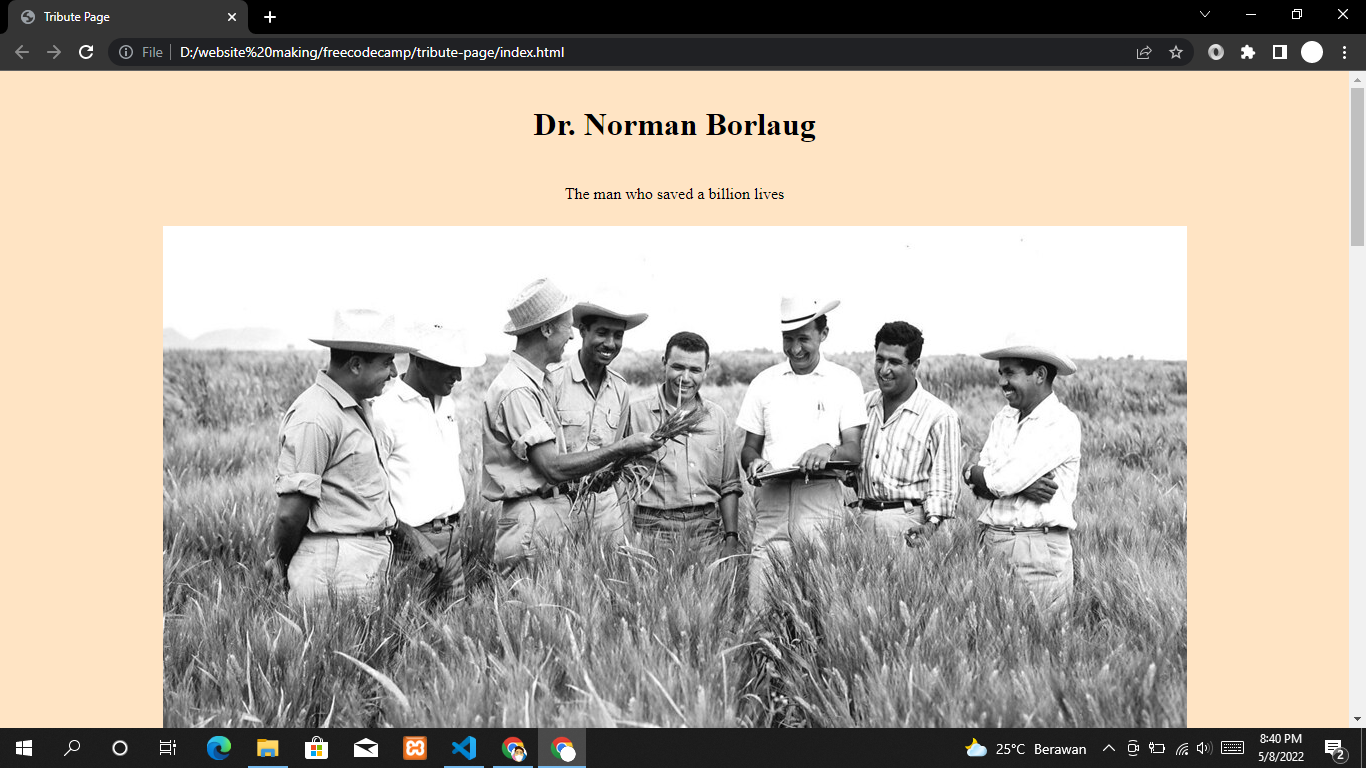 Tribute Page
File
D:/website%20making/freecodecamp/tribute-page/index.html
Dr. Norman Borlaug
The man who saved a billion lives
25°C Berawan
8:40 PM
5/8/2022
2